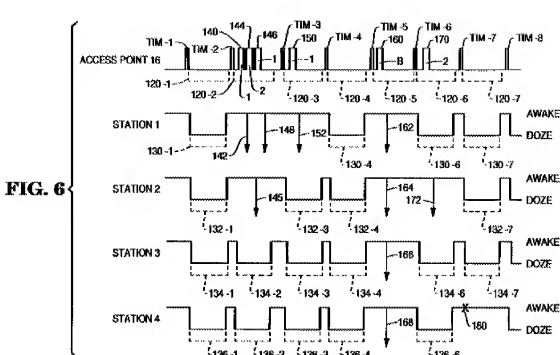 140 144 146 TIM-3 150 TIM-5 160 TIM-6 170
TIM-1 TIM-2 TIM-4 TIM-7 TIM-8
ACCESS POINT 16
1 1 B 2
120-1 120-2 1 2 120-3 120-4 120-5 120-6 120-7
STATION 1 AWAKE
DOZE
148 152 162
130-1 142 130-4 130-6 130-7
FIG. 6
STATION 2 AWAKE
DOZE
145 164 172
132-1 132-3 132-4 132-7
STATION 3 AWAKE
DOZE
166
134-1 134-2 134-3 134-4 134-6 134-7
STATION 4 AWAKE
DOZE
168 180
136-1 136-2 136-3 136-4 136-6